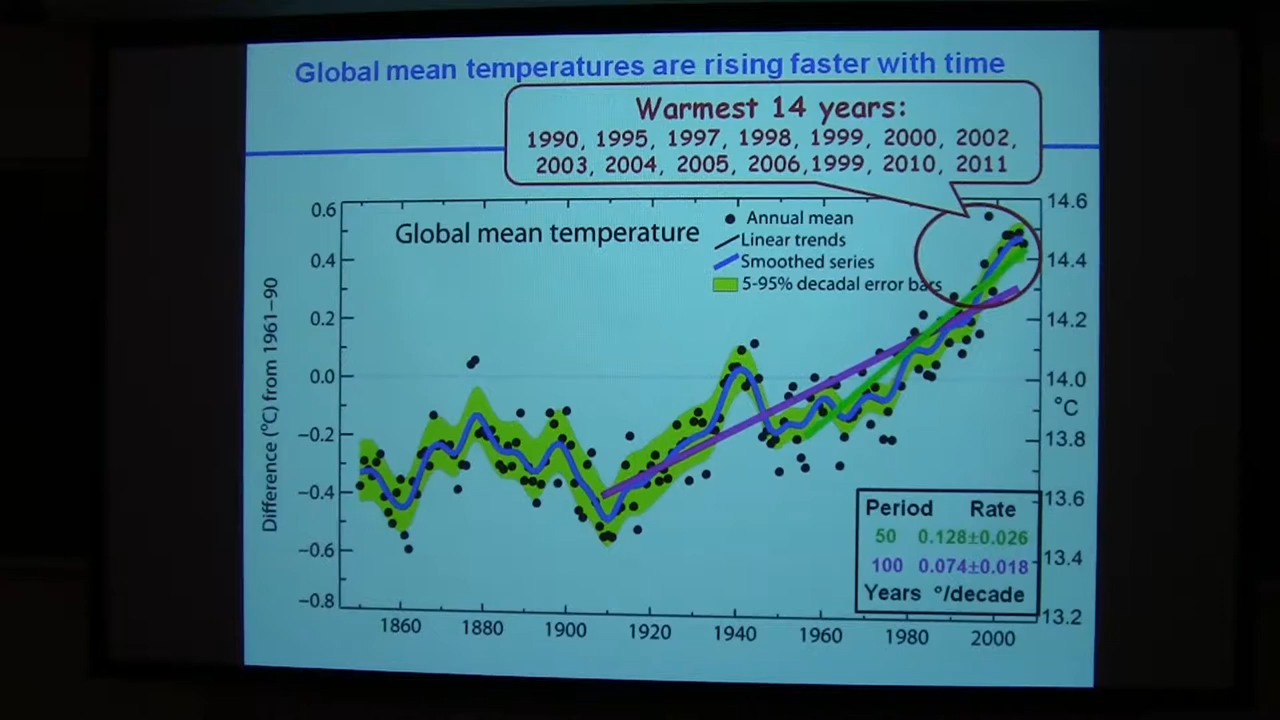 Global mean temperatures are rising faster with time
Warmest 14 years:
1990, 1995, 1997, 1998, 1999, 2000, 2002,
2003, 2004, 2005, 2006,1999, 2010, 2011
Global mean temperature
Annual mean
Linear trends
Smoothed series
5-95% decadal error bars
Difference (°C) from 1961–90
0.6
0.4
0.2
0.0
−0.2
−0.4
−0.6
−0.8
14.6
14.4
14.2
14.0
°C
13.8
13.6
13.4
13.2
Period Rate
50 0.128±0.026
100 0.074±0.018
Years °/decade
1860 1880 1900 1920 1940 1960 1980 2000